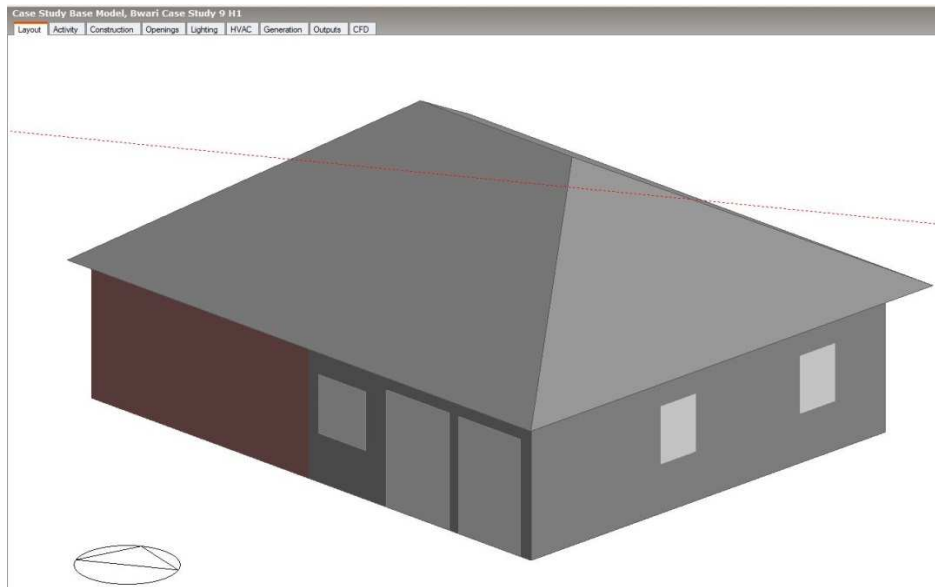 Case Study Base Model, Bwari Case Study 9 H1
Layout Activity Construction Openings Lighting HVAC Generation Outputs CFD